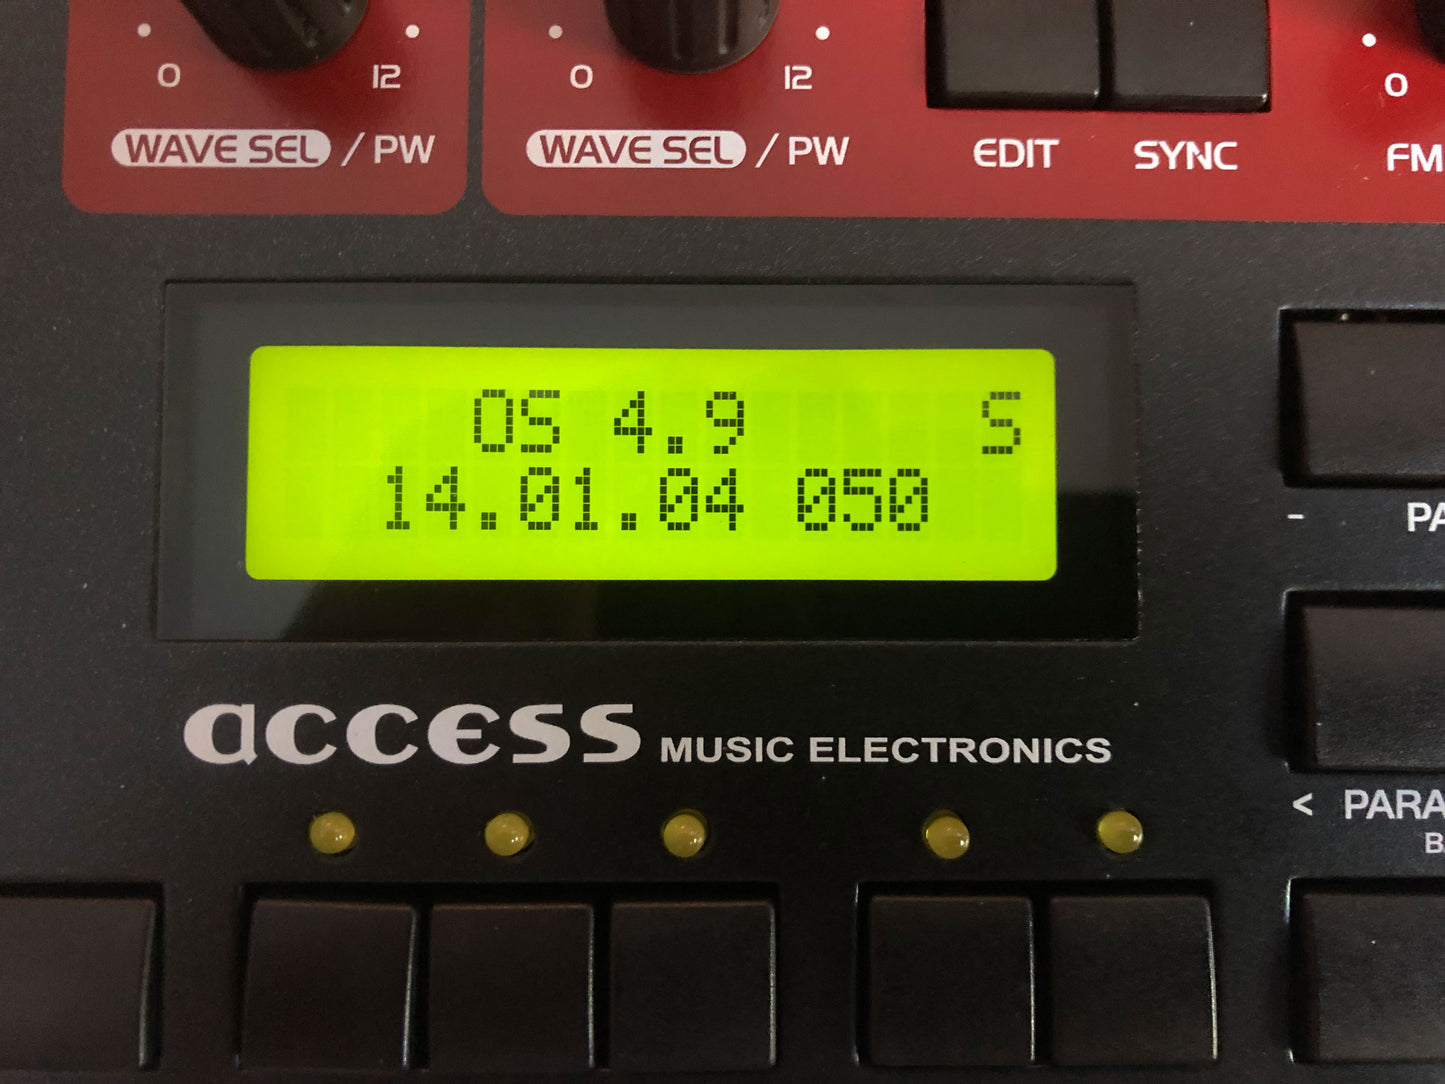 0 12 0 12 0
WAVE SEL / PW WAVE SEL / PW EDIT SYNC FM
OS 4.9 S
14.01.04 050
- PA
access MUSIC ELECTRONICS
< PARA